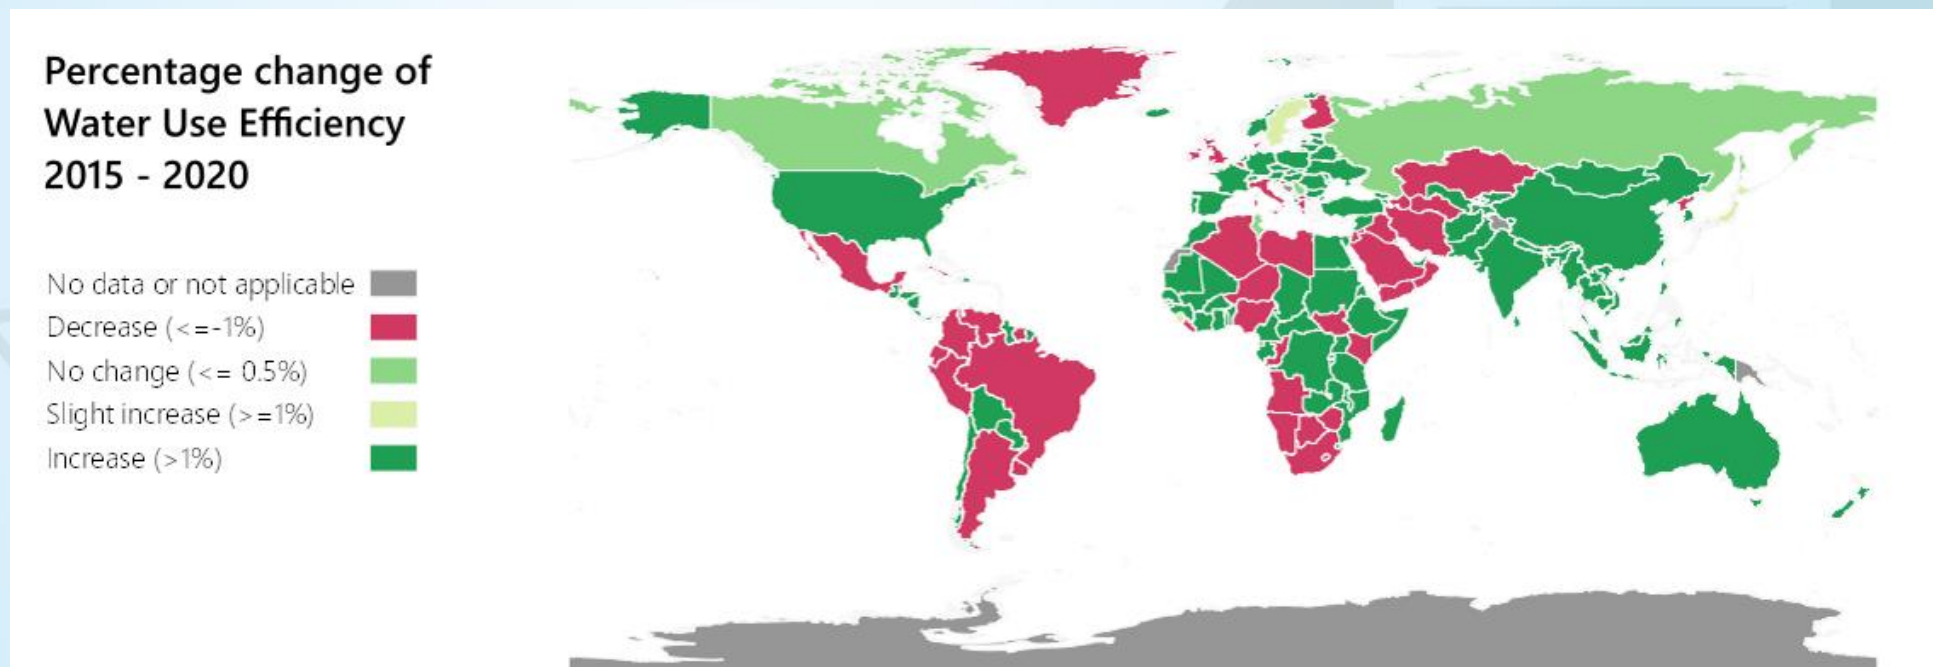 Percentage change of
Water Use Efficiency
2015 - 2020
No data or not applicable
Decrease (<=-1%)
No change (<= 0.5%)
Slight increase (>=1%)
Increase (>1%)